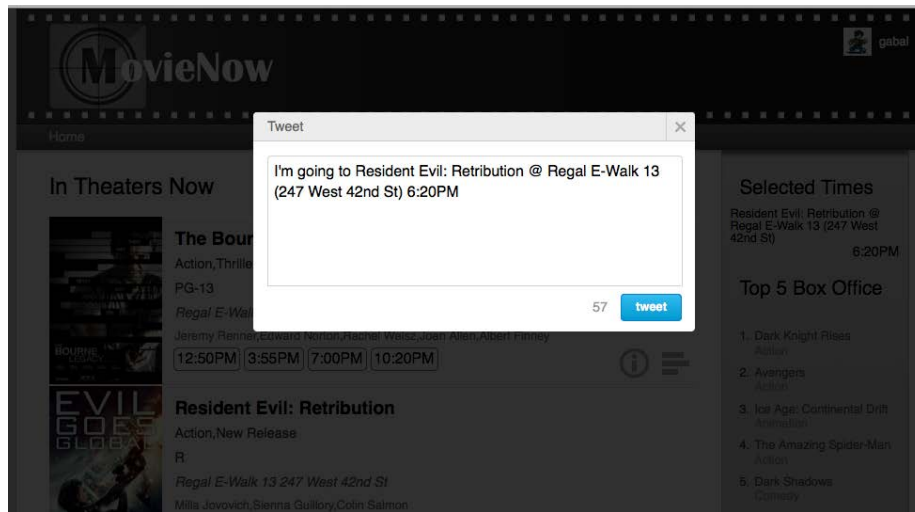 MovieNow
gabal
Home
Tweet
I'm going to Resident Evil: Retribution @ Regal E-Walk 13
(247 West 42nd St) 6:20PM
57
tweet
In Theaters Now
The Bour
Action,Thrille
PG-13
Regal E-Wal
Jeremy Renner,Edward Norton,Rachel Weisz,Joan Allen,Albert Finney
12:50PM 3:55PM 7:00PM 10:20PM
BOURNE
LEGACY
EVIL
GOES
GLOBAL
Resident Evil: Retribution
Action,New Release
R
Regal E-Walk 13 247 West 42nd St
Milla Jovovich,Sienna Guillory,Colin Salmon
Selected Times
Resident Evil: Retribution @
Regal E-Walk 13 (247 West
42nd St)
6:20PM
Top 5 Box Office
1. Dark Knight Rises
Action
2. Avengers
Action
3. Ice Age: Continental Drift
Animation
4. The Amazing Spider-Man
Action
5. Dark Shadows
Comedy